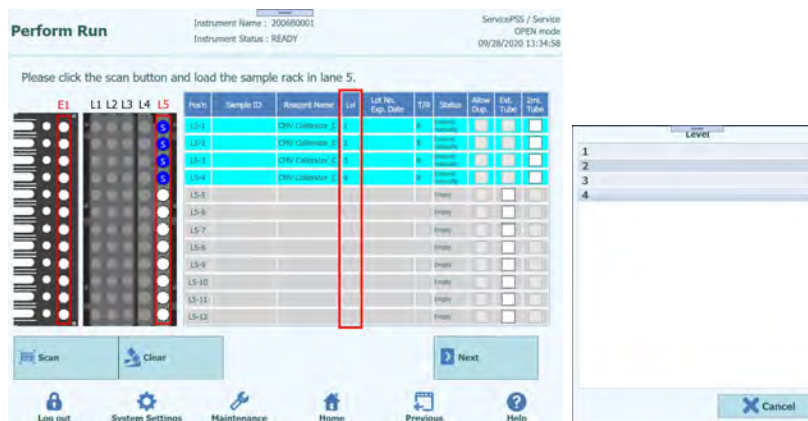 Perform Run
Instrument Name : 200680001
Instrument Status : READY
ServicePSS / Service
OPEN mode
09/28/2020 13:34:58
Please click the scan button and load the sample rack in lane 5.
E1 L1 L2 L3 L4 L5
Pos'n Sample ID Reagent Name Lvl Lot No. Exp. Date T/R Status Allow Dup. Ext. Tube 2mL Tube
L5-1 CMV Calibrator_C 1
L5-2 CMV Calibrator_C 2
L5-3 CMV Calibrator_C 3
L5-4 CMV Calibrator_C 4
L5-5 Empty
L5-6 Empty
L5-7 Empty
L5-8 Empty
L5-9 Empty
L5-10 Empty
L5-11 Empty
L5-12 Empty
S
S
S
S
Scan
Clear
Next
Log out
System Settings
Maintenance
Home
Previous
Help
Level
1
2
3
4
Cancel